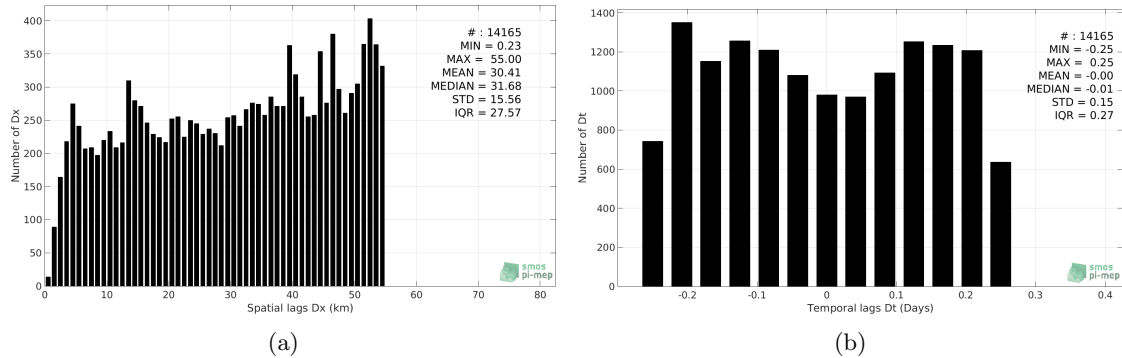 # : 14165
MIN = 0.23
MAX = 55.00
MEAN = 30.41
MEDIAN = 31.68
STD = 15.56
IQR = 27.57
400
350
300
250
200
150
100
50
0
Number of Dx
0 10 20 30 40 50 60 70 80
Spatial lags Dx (km)
smos
pi-mep
(a)
# : 14165
MIN = -0.25
MAX = 0.25
MEAN = -0.00
MEDIAN = -0.01
STD = 0.15
IQR = 0.27
1400
1200
1000
800
600
400
200
0
Number of Dt
-0.2 -0.1 0 0.1 0.2 0.3 0.4
Temporal lags Dt (Days)
smos
pi-mep
(b)